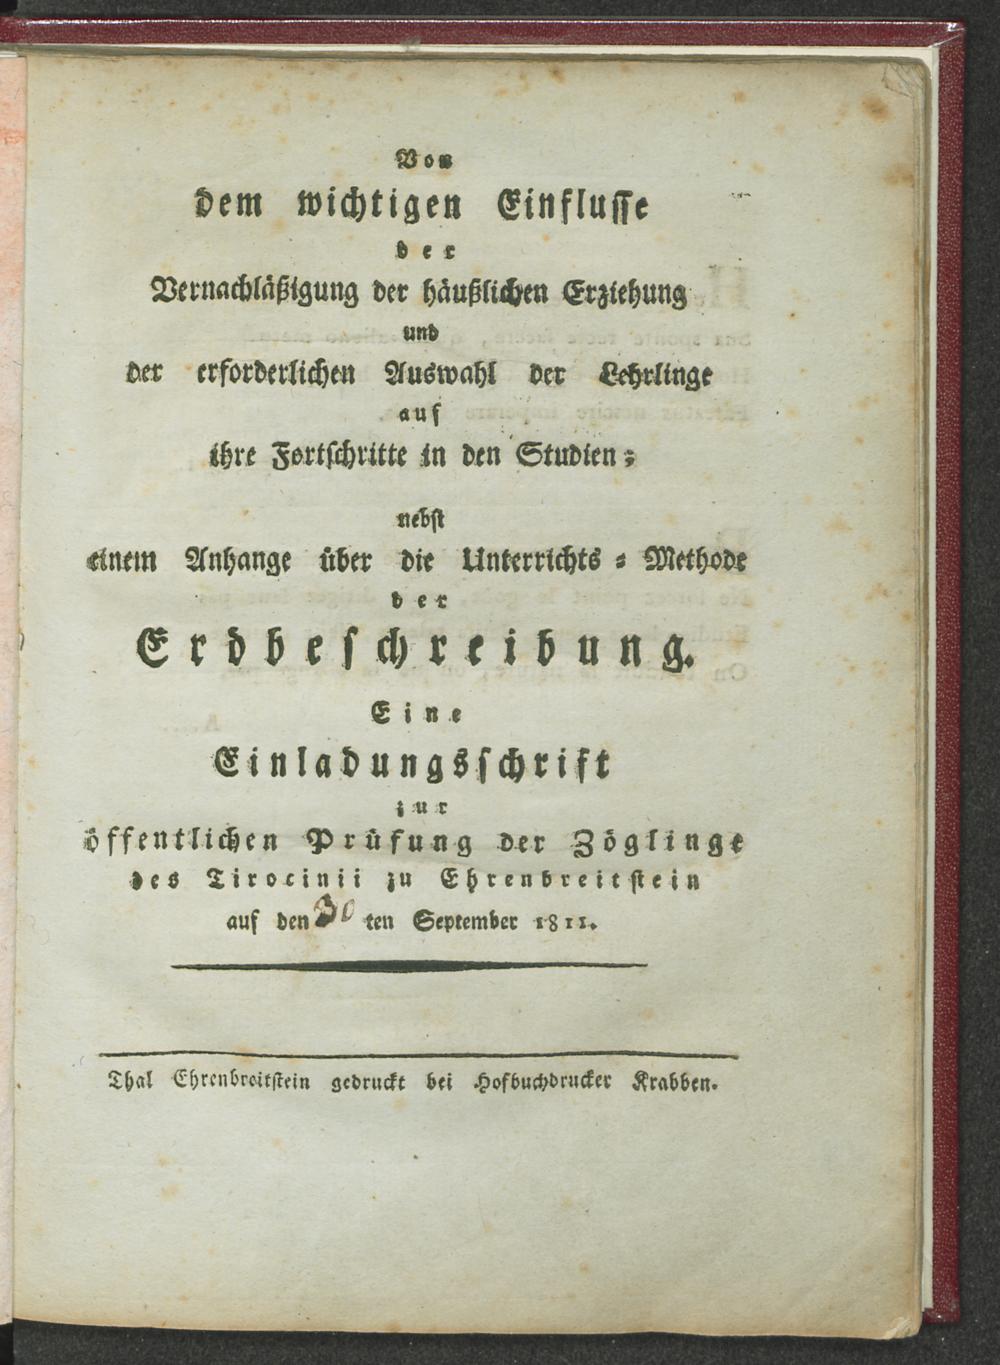 Von
dem wichtigen Einflusse
der
Vernachläßigung der häußlichen Erziehung
und
der erforderlichen Auswahl der Lehrlinge
auf
ihre Fortschritte in den Studien;
nebst
einem Anhange über die Unterrichts-Methode
der
Erdbeschreibung.
Eine
Einladungsschrift
zur
öffentlichen Prüfung der Zöglinge
des Tirocinii zu Ehrenbreitstein
auf den 30 ten September 1811.
Thal Ehrenbreitstein gedruckt bei Hofbuchdrucker Krabben.